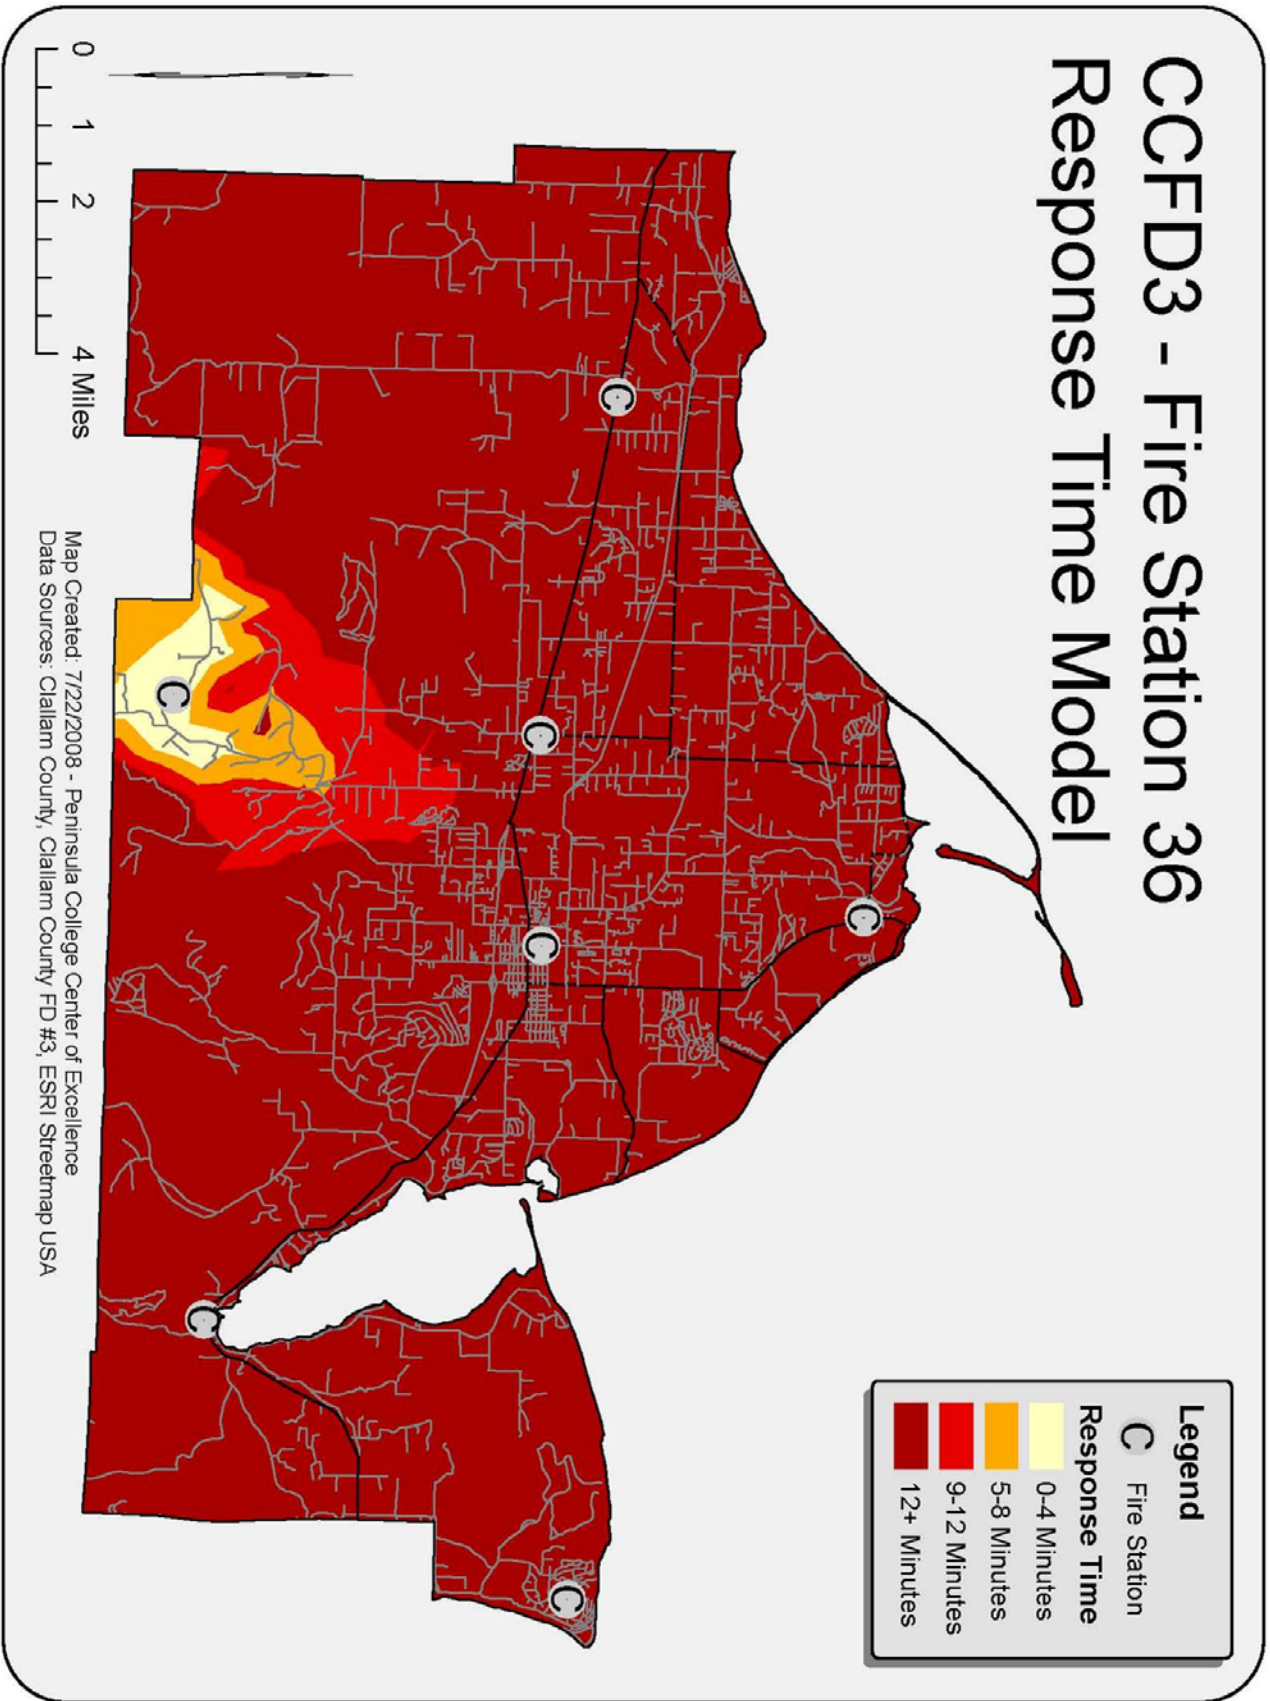 CCFD3 - Fire Station 36
Response Time Model
Legend
C Fire Station
Response Time
0-4 Minutes
5-8 Minutes
9-12 Minutes
12+ Minutes
C
C
C
C
C
C
C
0 1 2 4 Miles
Map Created: 7/22/2008 - Peninsula College Center of Excellence
Data Sources: Clallam County, Clallam County FD #3, ESRI Streetmap USA